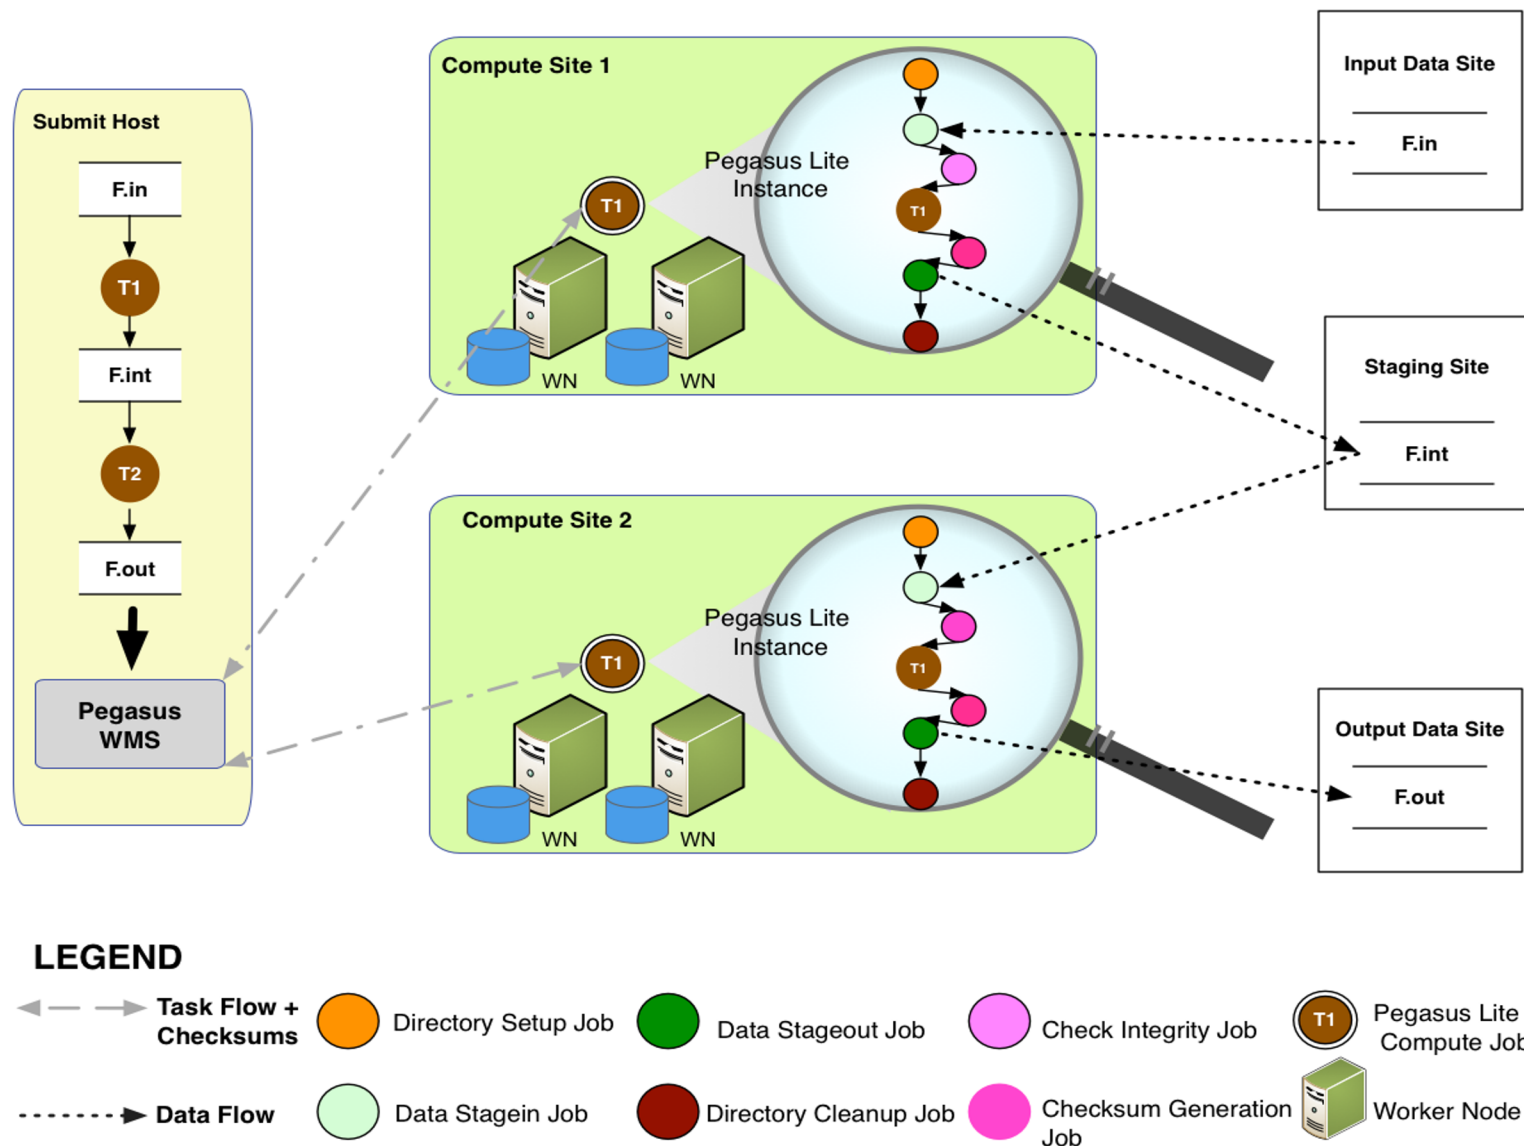 Submit Host
F.in
T1
F.int
T2
F.out
Pegasus
WMS
Compute Site 1
T1
Pegasus Lite
Instance
T1
WN
WN
Compute Site 2
T1
Pegasus Lite
Instance
T1
WN
WN
Input Data Site
F.in
Staging Site
F.int
Output Data Site
F.out
LEGEND
Task Flow +
Checksums
Directory Setup Job
Data Stageout Job
Check Integrity Job
T1
Pegasus Lite
Compute Job
Data Flow
Data Stagein Job
Directory Cleanup Job
Checksum Generation
Job
Worker Node